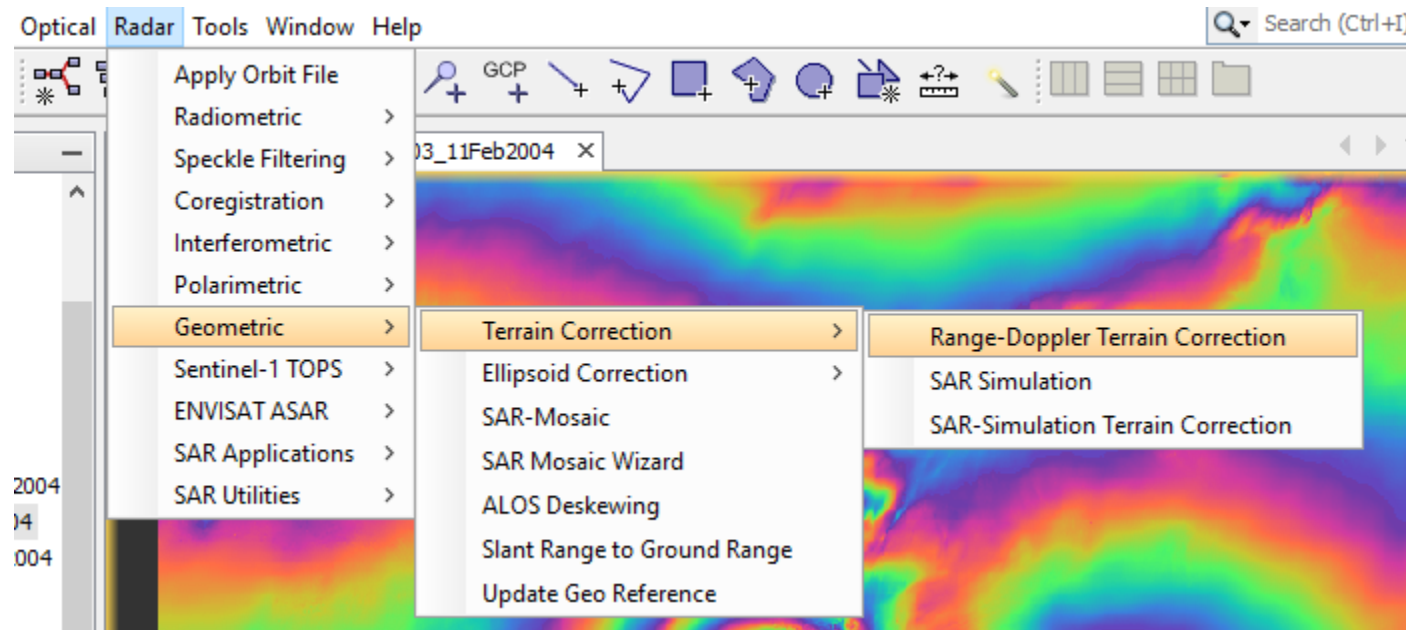 Optical Radar Tools Window Help
Search (Ctrl+I)
GCP
Apply Orbit File
Radiometric
Speckle Filtering
Coregistration
Interferometric
Polarimetric
Geometric
Sentinel-1 TOPS
ENVISAT ASAR
SAR Applications
SAR Utilities
03_11Feb2004
Terrain Correction
Ellipsoid Correction
SAR-Mosaic
SAR Mosaic Wizard
ALOS Deskewing
Slant Range to Ground Range
Update Geo Reference
Range-Doppler Terrain Correction
SAR Simulation
SAR-Simulation Terrain Correction
2004
04
004